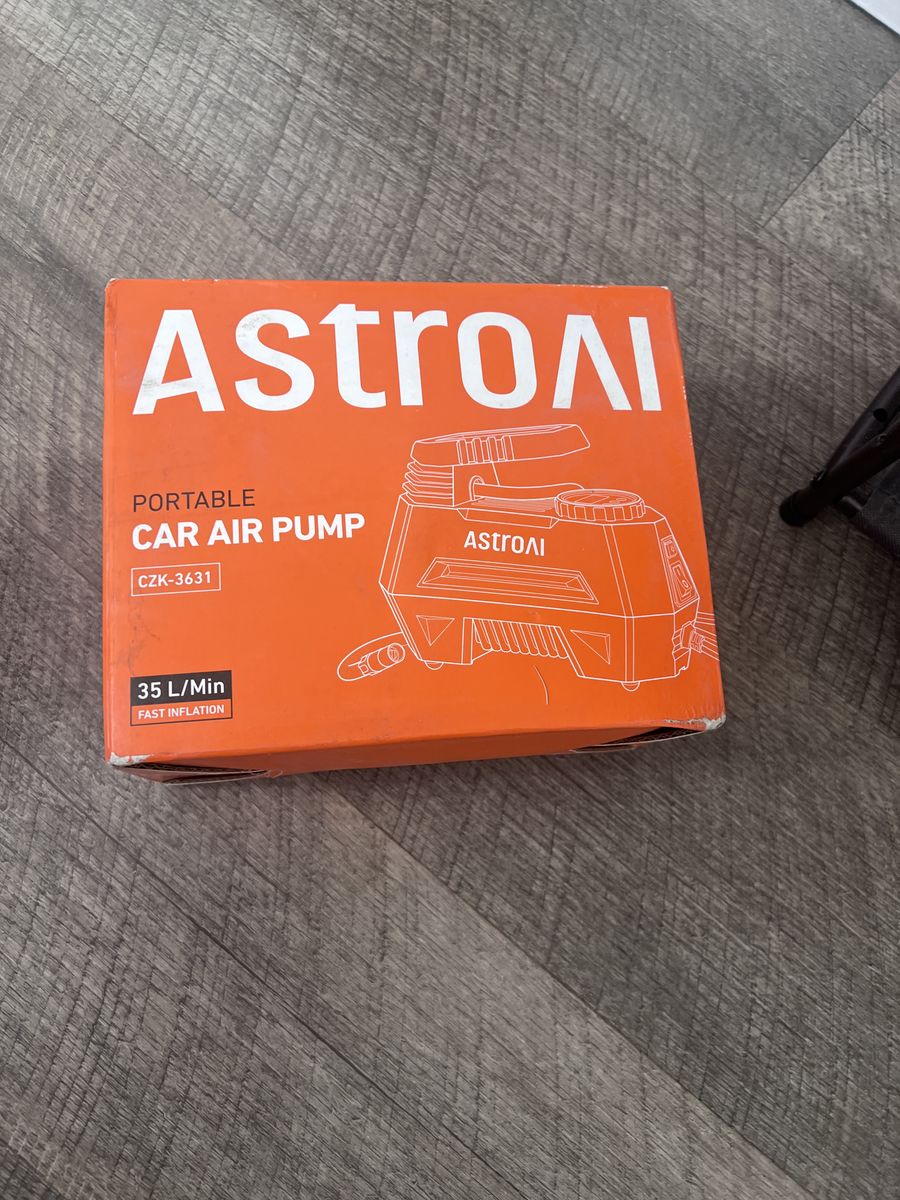 AstroAI
PORTABLE
CAR AIR PUMP
CZK-3631
AstroAI
35 L/Min
FAST INFLATION